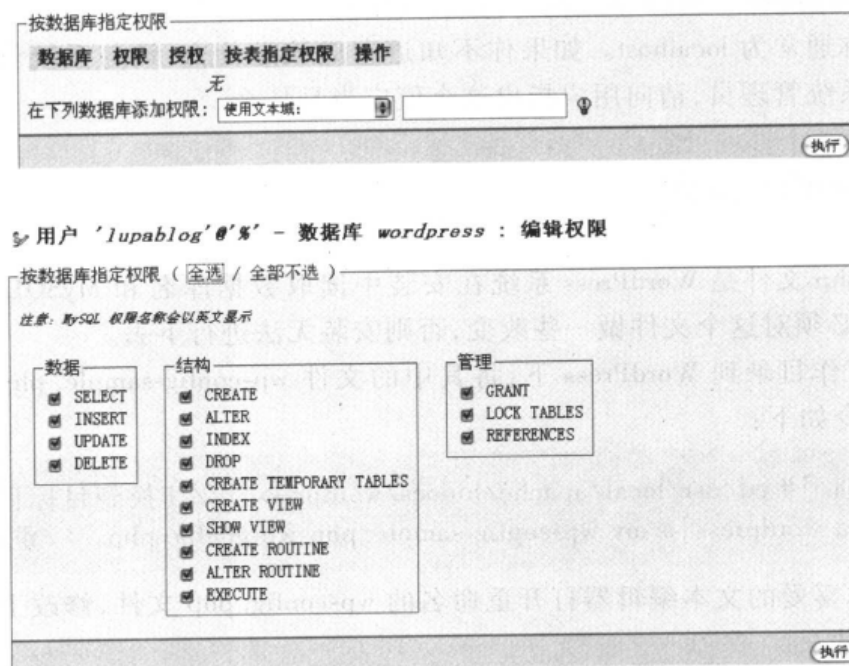 按数据库指定权限
数据库 权限 授权 按表指定权限 操作
无
在下列数据库添加权限: 使用文本域:
执行
用户 'lupablog'@'%' - 数据库 wordpress : 编辑权限
按数据库指定权限 ( 全选 / 全部不选 )
注意: MySQL 权限名称会以英文显示
数据
SELECT
INSERT
UPDATE
DELETE
结构
CREATE
ALTER
INDEX
DROP
CREATE TEMPORARY TABLES
CREATE VIEW
SHOW VIEW
CREATE ROUTINE
ALTER ROUTINE
EXECUTE
管理
GRANT
LOCK TABLES
REFERENCES
执行